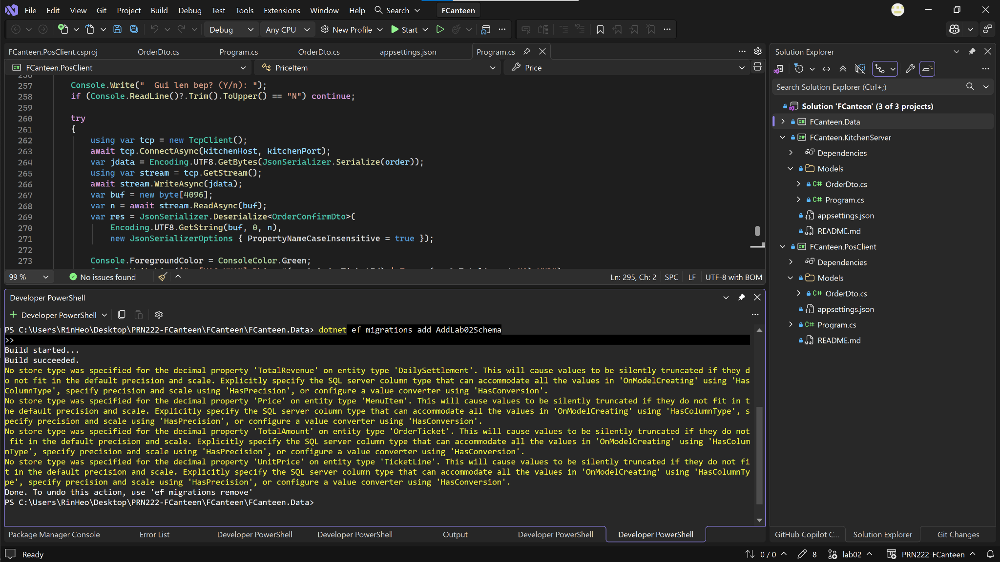 File Edit View Git Project Build Debug Test Tools Extensions Window Help Search FCanteen
Debug Any CPU New Profile Start
FCanteen.PosClient.csproj OrderDto.cs Program.cs OrderDto.cs appsettings.json Program.cs
FCanteen.PosClient PriceItem Price
257 Console.Write("  Gui len bep? (Y/n): ");
258 if (Console.ReadLine()?.Trim().ToUpper() == "N") continue;
259
260 try
261 {
262 using var tcp = new TcpClient();
263 await tcp.ConnectAsync(kitchenHost, kitchenPort);
264 var jdata = Encoding.UTF8.GetBytes(JsonSerializer.Serialize(order));
265 using var stream = tcp.GetStream();
266 await stream.WriteAsync(jdata);
267 var buf = new byte[4096];
268 var n = await stream.ReadAsync(buf);
269 var res = JsonSerializer.Deserialize<OrderConfirmDto>(
270 Encoding.UTF8.GetString(buf, 0, n),
271 new JsonSerializerOptions { PropertyNameCaseInsensitive = true });
272
273 Console.ForegroundColor = ConsoleColor.Green;
99 % No issues found Ln: 295, Ch: 2 SPC LF UTF-8 with BOM
Developer PowerShell
Developer PowerShell
PS C:\Users\RinHeo\Desktop\PRN222-FCanteen\FCanteen\FCanteen.Data> dotnet ef migrations add AddLab02Schema
>>
Build started...
Build succeeded.
No store type was specified for the decimal property 'TotalRevenue' on entity type 'DailySettlement'. This will cause values to be silently truncated if they d
o not fit in the default precision and scale. Explicitly specify the SQL server column type that can accommodate all the values in 'OnModelCreating' using 'Has
ColumnType', specify precision and scale using 'HasPrecision', or configure a value converter using 'HasConversion'.
No store type was specified for the decimal property 'Price' on entity type 'MenuItem'. This will cause values to be silently truncated if they do not fit in t
he default precision and scale. Explicitly specify the SQL server column type that can accommodate all the values in 'OnModelCreating' using 'HasColumnType', s
pecify precision and scale using 'HasPrecision', or configure a value converter using 'HasConversion'.
No store type was specified for the decimal property 'TotalAmount' on entity type 'OrderTicket'. This will cause values to be silently truncated if they do not
 fit in the default precision and scale. Explicitly specify the SQL server column type that can accommodate all the values in 'OnModelCreating' using 'HasColum
nType', specify precision and scale using 'HasPrecision', or configure a value converter using 'HasConversion'.
No store type was specified for the decimal property 'UnitPrice' on entity type 'TicketLine'. This will cause values to be silently truncated if they do not fi
t in the default precision and scale. Explicitly specify the SQL server column type that can accommodate all the values in 'OnModelCreating' using 'HasColumnTy
pe', specify precision and scale using 'HasPrecision', or configure a value converter using 'HasConversion'.
Done. To undo this action, use 'ef migrations remove'
PS C:\Users\RinHeo\Desktop\PRN222-FCanteen\FCanteen\FCanteen.Data>
Package Manager Console Error List Developer PowerShell Developer PowerShell Output Developer PowerShell Developer PowerShell
Solution Explorer
Search Solution Explorer (Ctrl+;)
Solution 'FCanteen' (3 of 3 projects)
FCanteen.Data
FCanteen.KitchenServer
Dependencies
Models
C# OrderDto.cs
C# Program.cs
appsettings.json
README.md
FCanteen.PosClient
Dependencies
Models
C# OrderDto.cs
appsettings.json
C# Program.cs
README.md
GitHub Copilot C... Solution Explorer Git Changes
Ready 0 / 0 8 lab02 PRN222-FCanteen